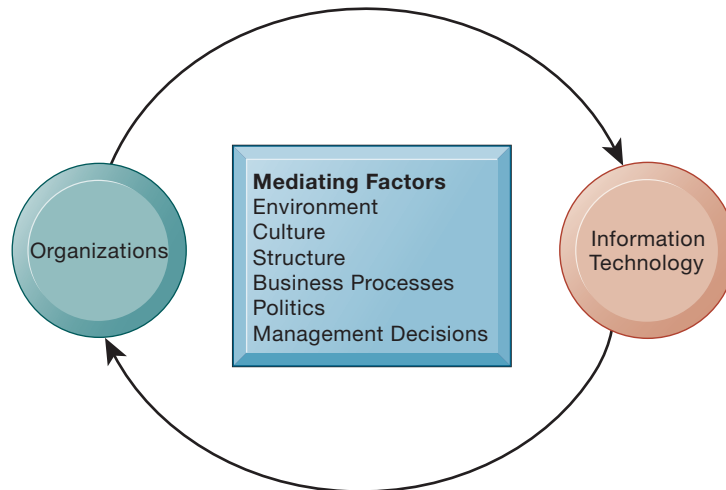 Organizations
Mediating Factors
Environment
Culture
Structure
Business Processes
Politics
Management Decisions
Information
Technology